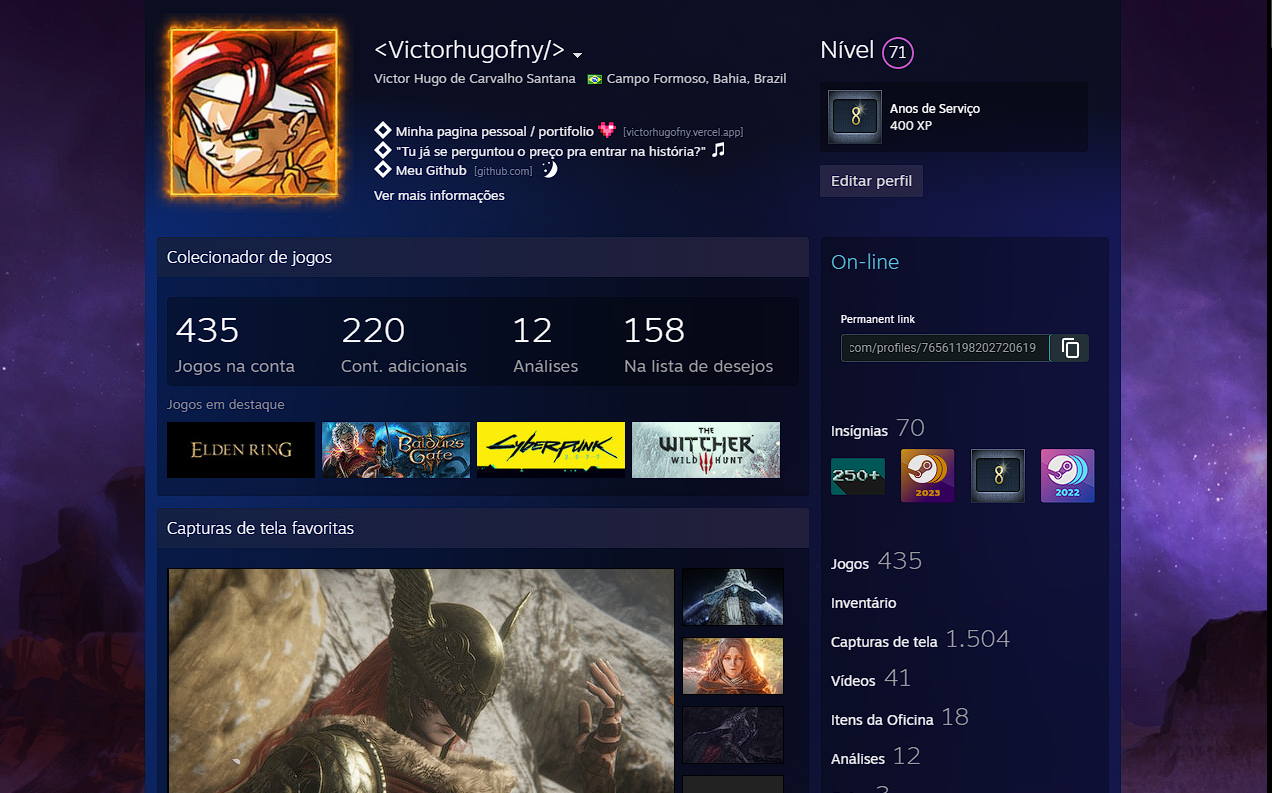 <Victorhugofny/>
Victor Hugo de Carvalho Santana Campo Formoso, Bahia, Brazil
Minha pagina pessoal / portifolio [victorhugofny.vercel.app]
"Tu já se perguntou o preço pra entrar na história?"
Meu Github [github.com]
Ver mais informações
Nível 71
8
Anos de Serviço
400 XP
Editar perfil
Colecionador de jogos
435 220 12 158
Jogos na conta Cont. adicionais Análises Na lista de desejos
Jogos em destaque
ELDEN RING
Baldur's
Gate
Cyberpunk
2077
THE
WITCHER
WILD HUNT
Capturas de tela favoritas
On-line
Permanent link
com/profiles/76561198202720619
Insígnias 70
250+ 2023 8 2022
Jogos 435
Inventário
Capturas de tela 1.504
Vídeos 41
Itens da Oficina 18
Análises 12